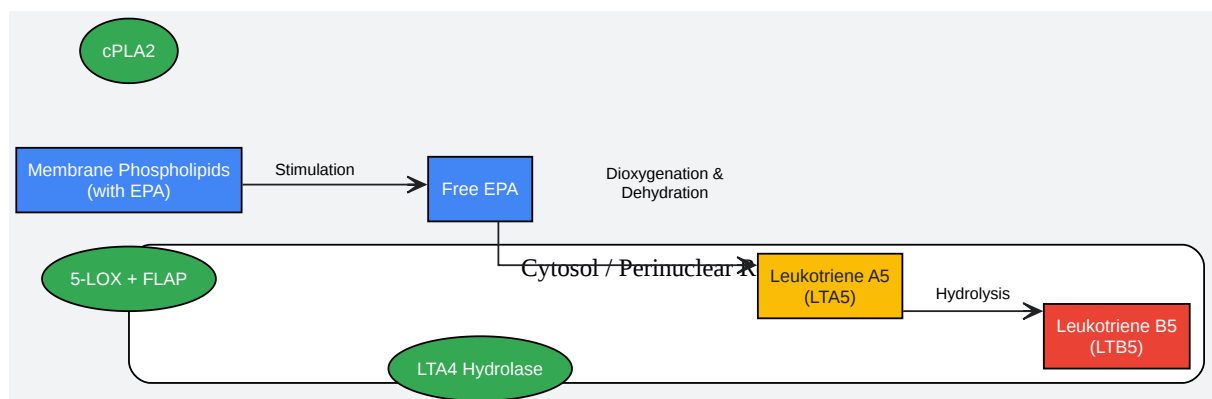 cPLA2
Membrane Phospholipids
(with EPA)
Stimulation
Free EPA
Dioxygenation &
Dehydration
5-LOX + FLAP
Cytosol / Perinuclear R
Leukotriene A5
(LTA5)
Hydrolysis
Leukotriene B5
(LTB5)
LTA4 Hydrolase